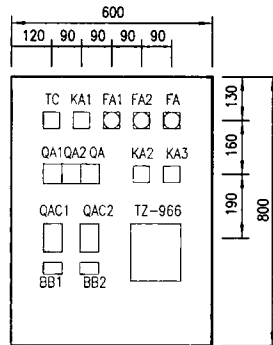 600
120 90 90 90 90
TC KA1 FA1 FA2 FA
130
QA1 QA2 QA KA2 KA3
160
QAC1 QAC2 TZ-966
190
800
BB1 BB2